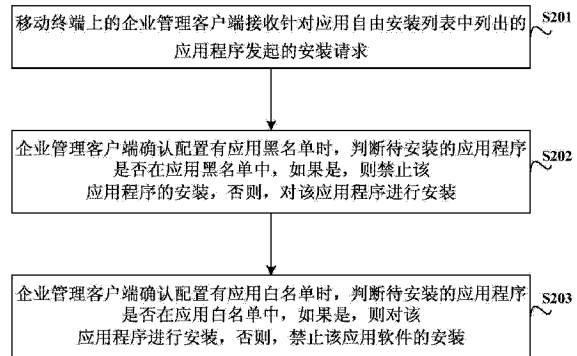 移动终端上的企业管理客户端接收针对应用自由安装列表中列出的
应用程序发起的安装请求
S201
企业管理客户端确认配置有应用黑名单时，判断待安装的应用程序
是否在应用黑名单中，如果是，则禁止该
应用程序的安装，否则，对该应用程序进行安装
S202
企业管理客户端确认配置有应用白名单时，判断待安装的应用程序
是否在应用白名单中，如果是，则对该
应用程序进行安装，否则，禁止该应用软件的安装
S203